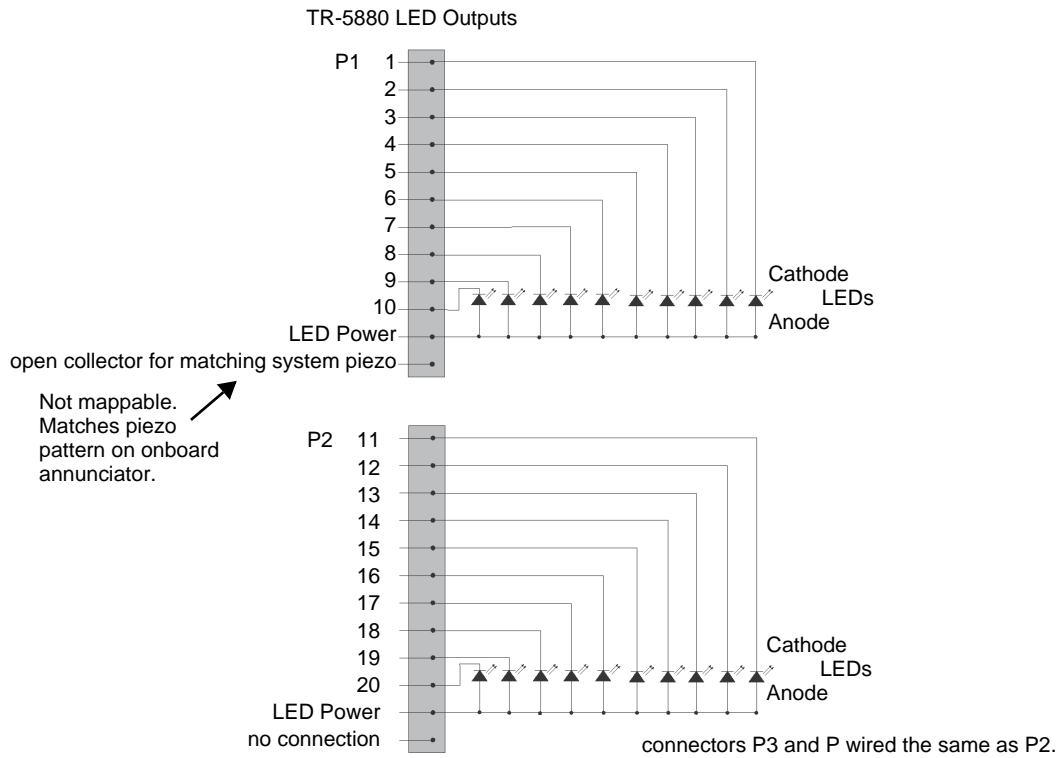 TR-5880 LED Outputs
P1 1
2
3
4
5
6
7
8
9
10
LED Power
open collector for matching system piezo
Cathode
LEDs
Anode
Not mappable.
Matches piezo
pattern on onboard
annunciator.
P2 11
12
13
14
15
16
17
18
19
20
LED Power
no connection
Cathode
LEDs
Anode
connectors P3 and P wired the same as P2.